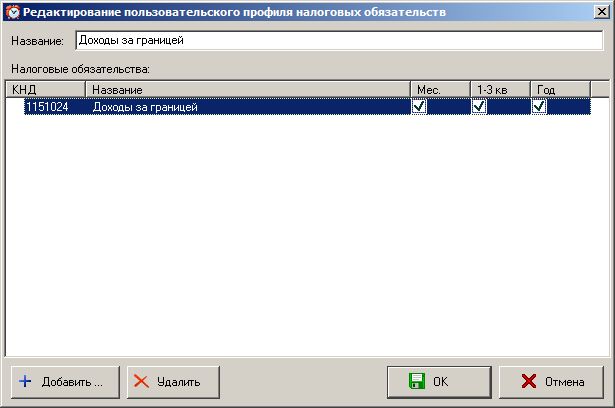 Редактирование пользовательского профиля налоговых обязательств
Название: Доходы за границей
Налоговые обязательства:
КНД Название Мес. 1-3 кв Год
1151024 Доходы за границей
Добавить ... Удалить OK Отмена